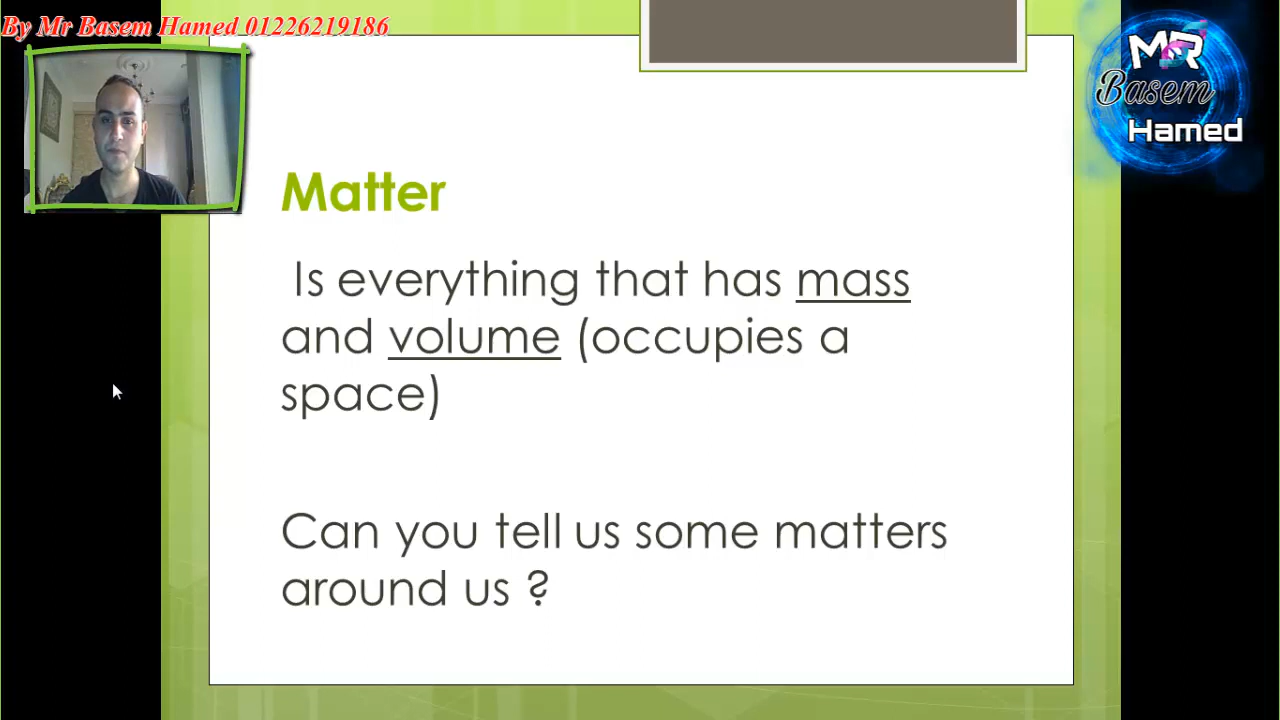 By Mr Basem Hamed 01226219186
MR
Basem
Hamed
Matter
Is everything that has mass
and volume (occupies a
space)
Can you tell us some matters
around us ?